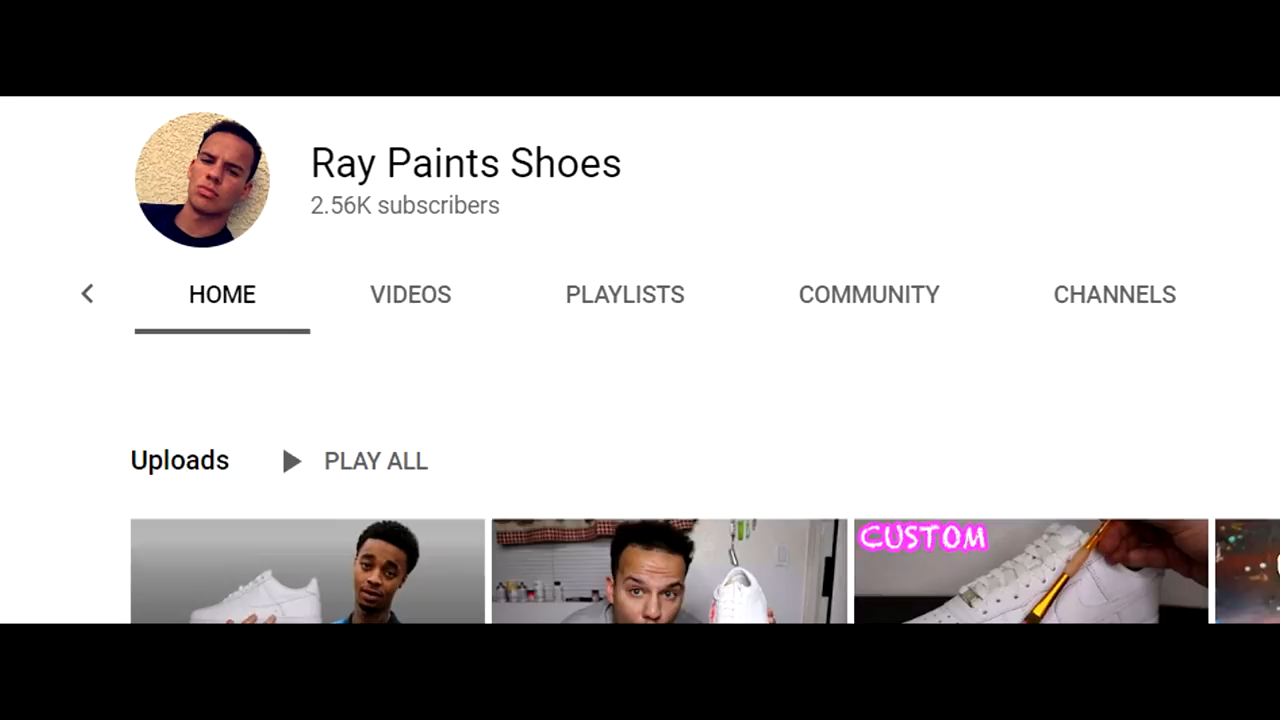 Ray Paints Shoes
2.56K subscribers
HOME VIDEOS PLAYLISTS COMMUNITY CHANNELS
Uploads PLAY ALL
CUSTOM